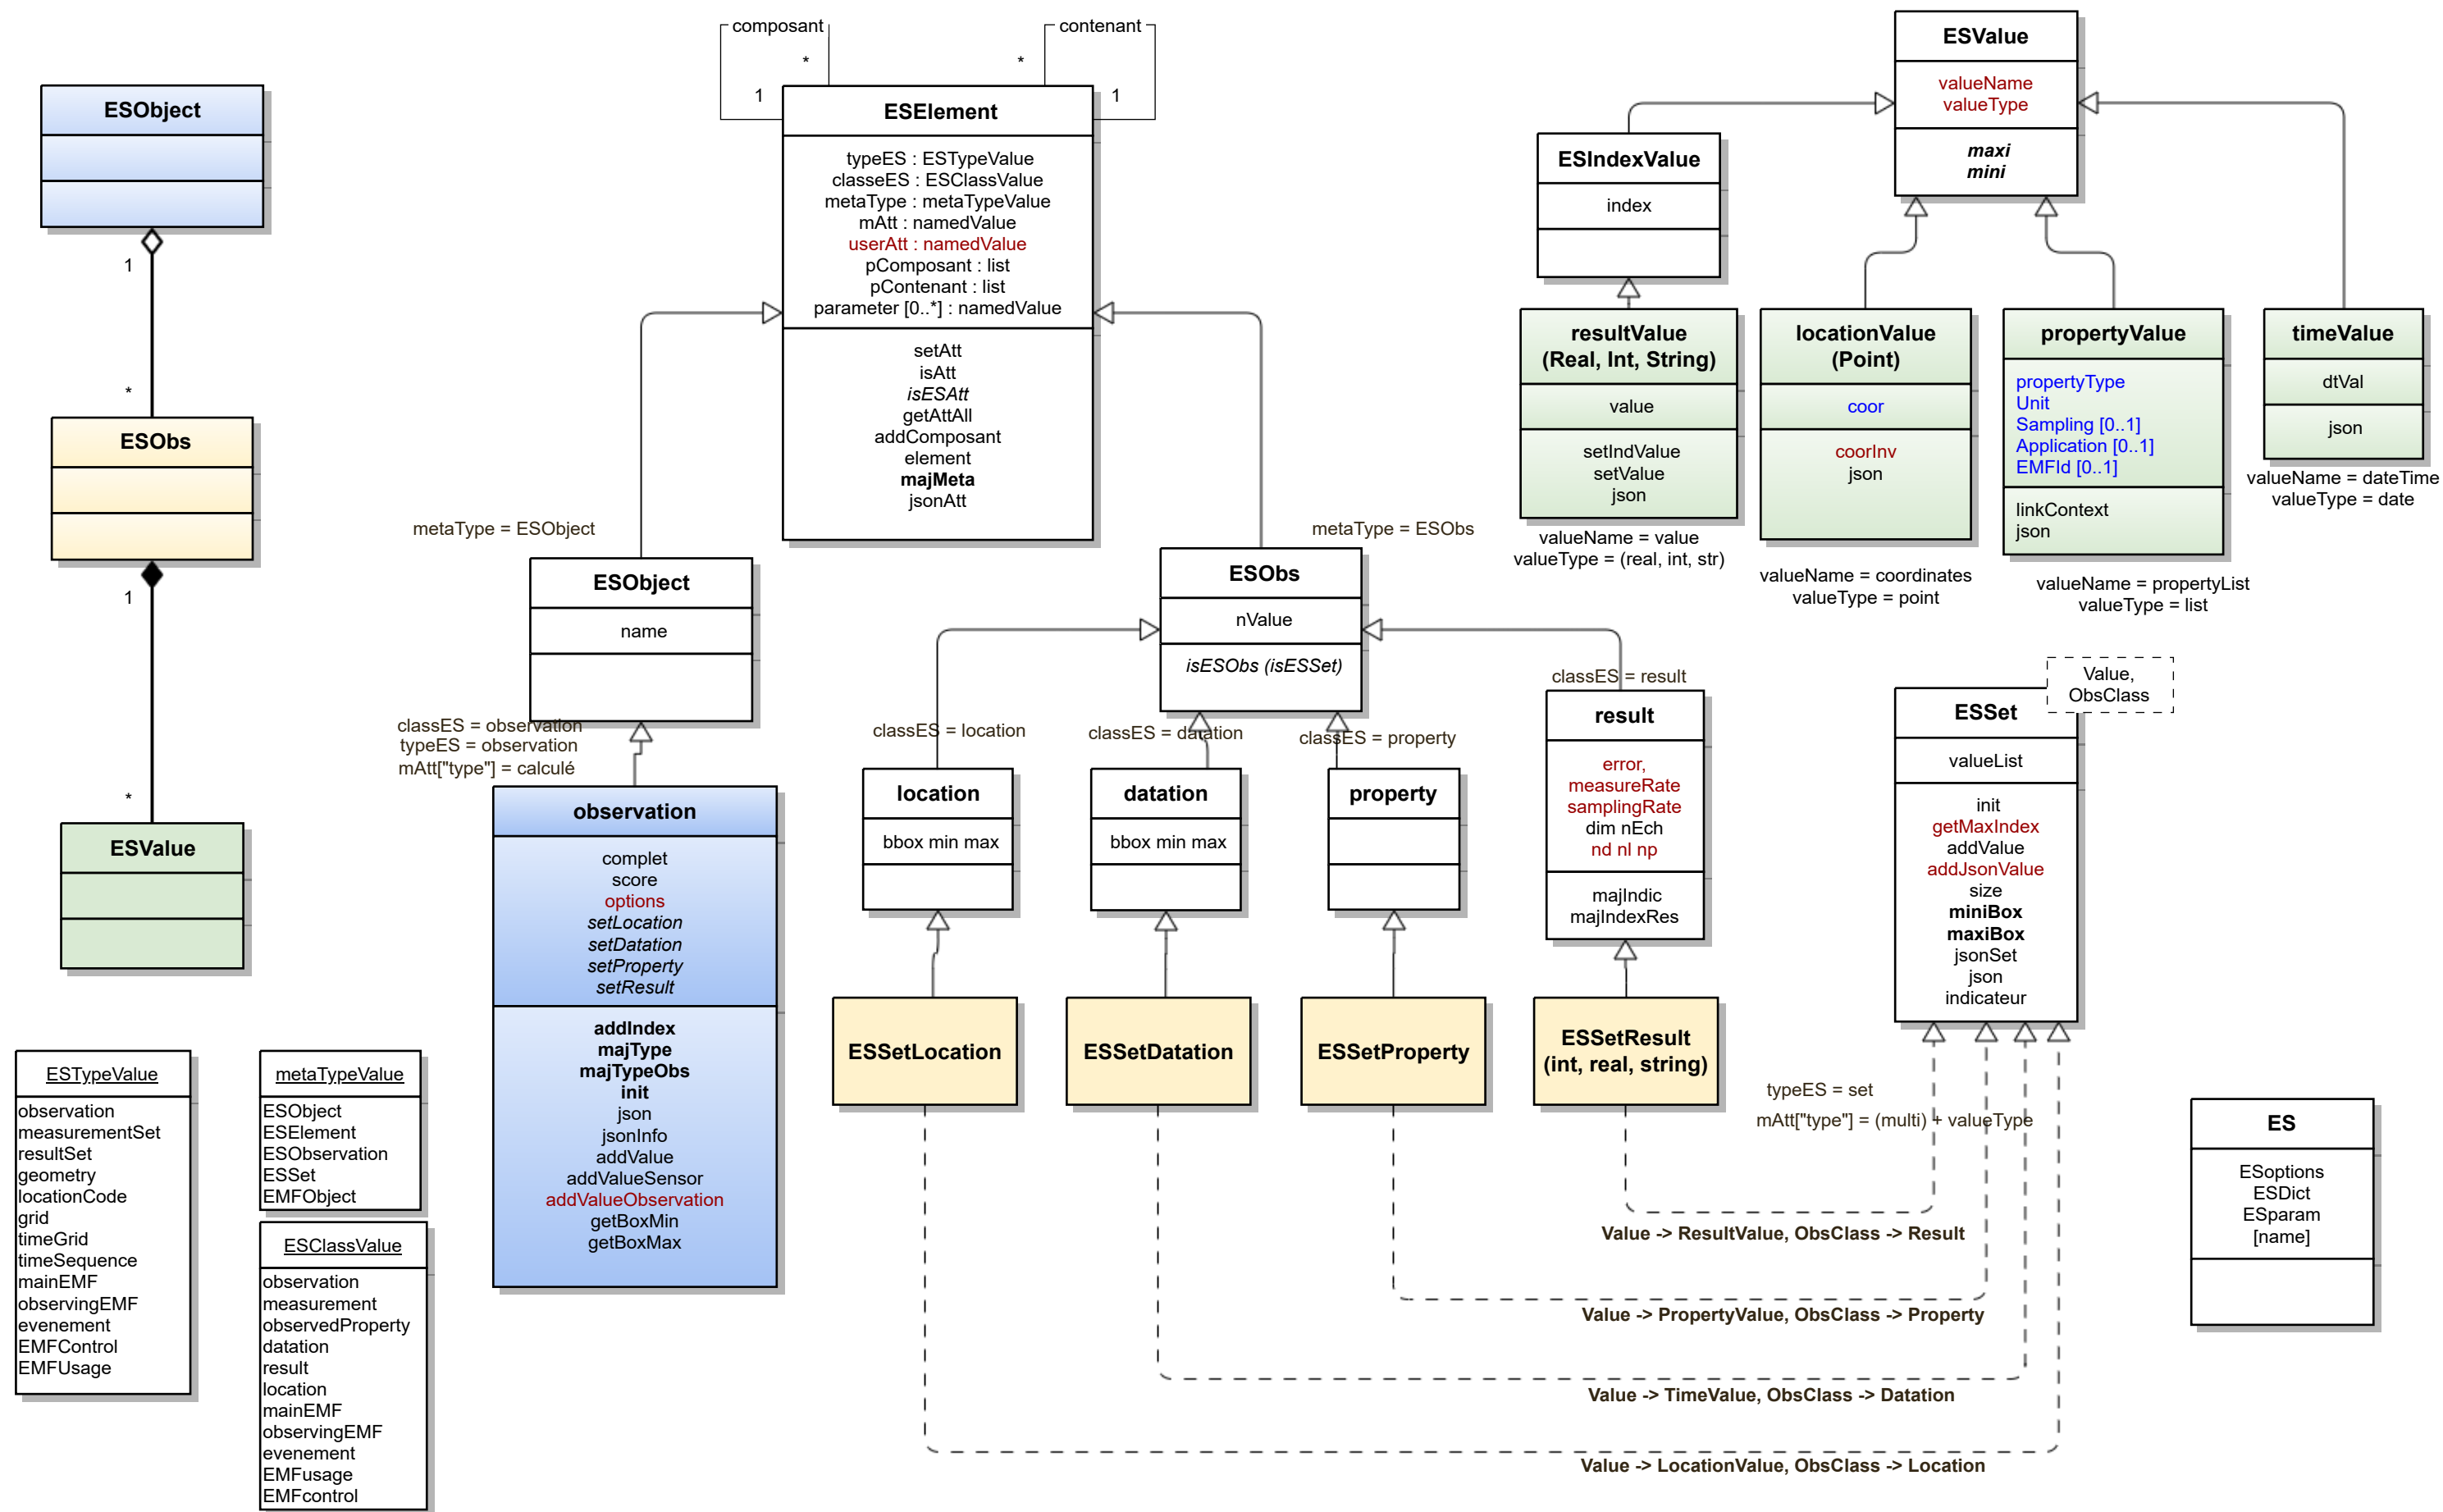 ESObject
1
*
ESObs
1
*
ESValue
ESTypeValue
observation
measurementSet
resultSet
geometry
locationCode
grid
timeGrid
timeSequence
mainEMF
observingEMF
evenement
EMFControl
EMFUsage
metaTypeValue
ESObject
ESElement
ESObservation
ESSet
EMFObject
ESClassValue
observation
measurement
observedProperty
datation
result
location
mainEMF
observingEMF
evenement
EMFusage
EMFcontrol
composant
*
1
contenant
*
1
ESElement
typeES : ESTypeValue
classeES : ESClassValue
metaType : metaTypeValue
mAtt : namedValue
userAtt : namedValue
pComposant : list
pContenant : list
parameter [0..*] : namedValue
setAtt
isAtt
isESAtt
getAttAll
addComposant
element
majMeta
jsonAtt
metaType = ESObject
ESObject
name
classES = observation
typeES = observation
mAtt["type"] = calculé
observation
complet
score
options
setLocation
setDatation
setProperty
setResult
addIndex
majType
majTypeObs
init
json
jsonInfo
addValue
addValueSensor
addValueObservation
getBoxMin
getBoxMax
metaType = ESObs
ESObs
nValue
isESObs (isESSet)
classES = location
location
bbox min max
classES = datation
datation
bbox min max
classES = property
property
classES = result
result
error,
measureRate
samplingRate
dim nEch
nd nl np
majIndic
majIndexRes
ESSetLocation
ESSetDatation
ESSetProperty
ESSetResult
(int, real, string)
ESValue
valueName
valueType
maxi
mini
ESIndexValue
index
resultValue
(Real, Int, String)
value
setIndValue
setValue
json
valueName = value
valueType = (real, int, str)
locationValue
(Point)
coor
coorInv
json
valueName = coordinates
valueType = point
propertyValue
propertyType
Unit
Sampling [0..1]
Application [0..1]
EMFId [0..1]
linkContext
json
valueName = propertyList
valueType = list
timeValue
dtVal
json
valueName = dateTime
valueType = date
Value,
ObsClass
ESSet
valueList
init
getMaxIndex
addValue
addJsonValue
size
miniBox
maxiBox
jsonSet
json
indicateur
typeES = set
mAtt["type"] = (multi) + valueType
Value -> ResultValue, ObsClass -> Result
Value -> PropertyValue, ObsClass -> Property
Value -> TimeValue, ObsClass -> Datation
Value -> LocationValue, ObsClass -> Location
ES
ESoptions
ESDict
ESparam
[name]